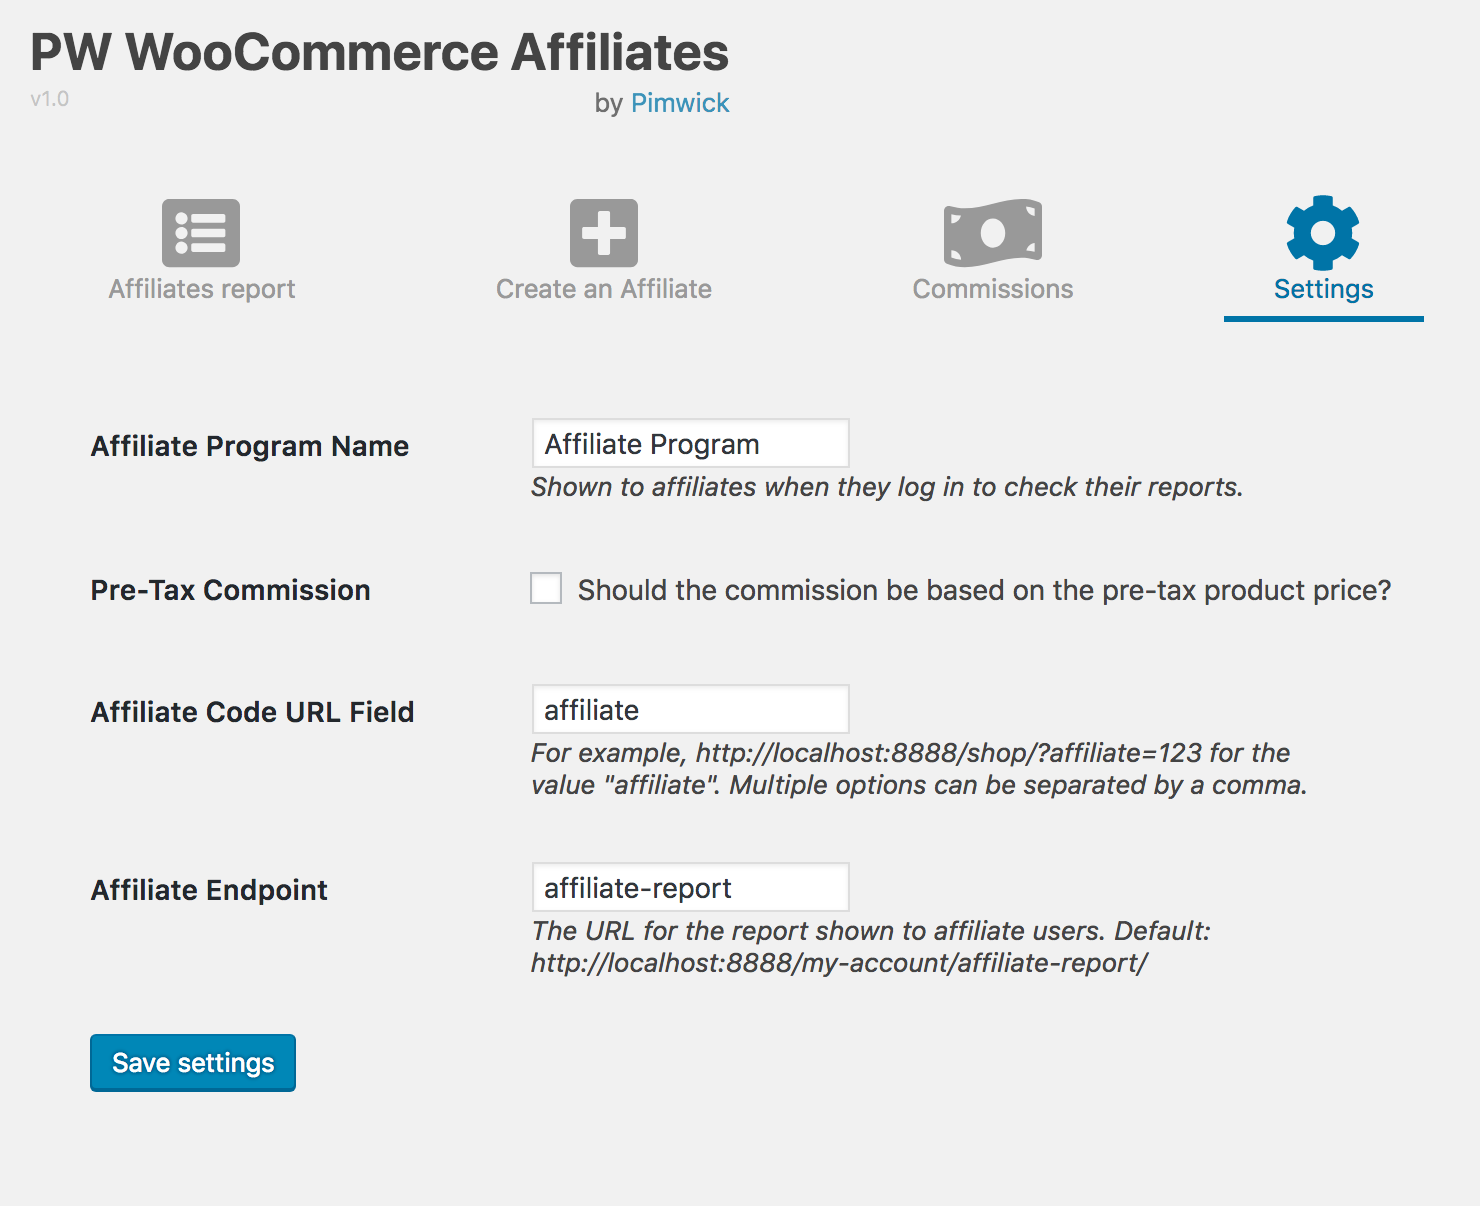 PW WooCommerce Affiliates
v1.0
by Pimwick
Affiliates report
Create an Affiliate
Commissions
Settings
Affiliate Program Name
Affiliate Program
Shown to affiliates when they log in to check their reports.
Pre-Tax Commission
Should the commission be based on the pre-tax product price?
Affiliate Code URL Field
affiliate
For example, http://localhost:8888/shop/?affiliate=123 for the
value "affiliate". Multiple options can be separated by a comma.
Affiliate Endpoint
affiliate-report
The URL for the report shown to affiliate users. Default:
http://localhost:8888/my-account/affiliate-report/
Save settings